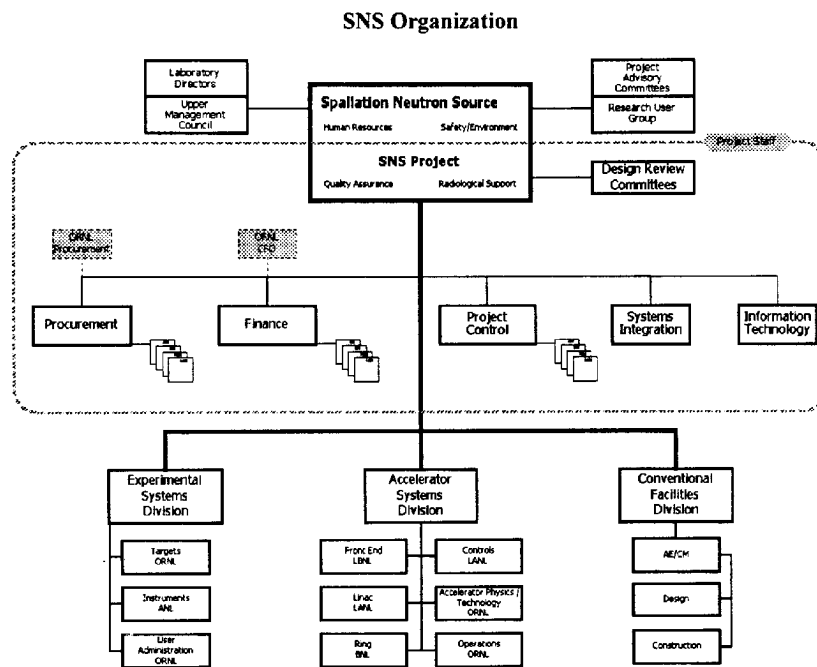 SNS Organization
Laboratory
Directors
Upper
Management
Council
Spallation Neutron Source
Human Resources Safety/Environment
SNS Project
Quality Assurance Radiological Support
Project
Advisory
Committees
Research User
Group
Project Staff
Design Review
Committees
ORNL
Procurement
ORNL
CFO
Procurement
Finance
Project
Control
Systems
Integration
Information
Technology
Experimental
Systems
Division
Accelerator
Systems
Division
Conventional
Facilities
Division
Targets
ORNL
Instruments
ANL
User
Administration
ORNL
Front End
LBNL
Linac
LANL
Ring
BNL
Controls
LANL
Accelerator Physics /
Technology
ORNL
Operations
ORNL
AE/CM
Design
Construction